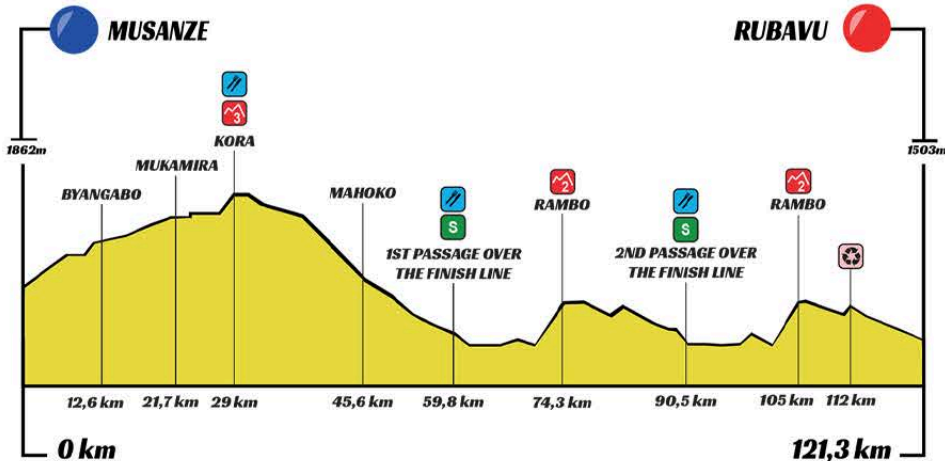 MUSANZE
RUBAVU
1862m
1503m
3
KORA
MUKAMIRA
BYANGABO
MAHOKO
S
1ST PASSAGE OVER
THE FINISH LINE
2
RAMBO
S
2ND PASSAGE OVER
THE FINISH LINE
2
RAMBO
12,6 km
21,7 km
29 km
45,6 km
59,8 km
74,3 km
90,5 km
105 km
112 km
0 km
121,3 km